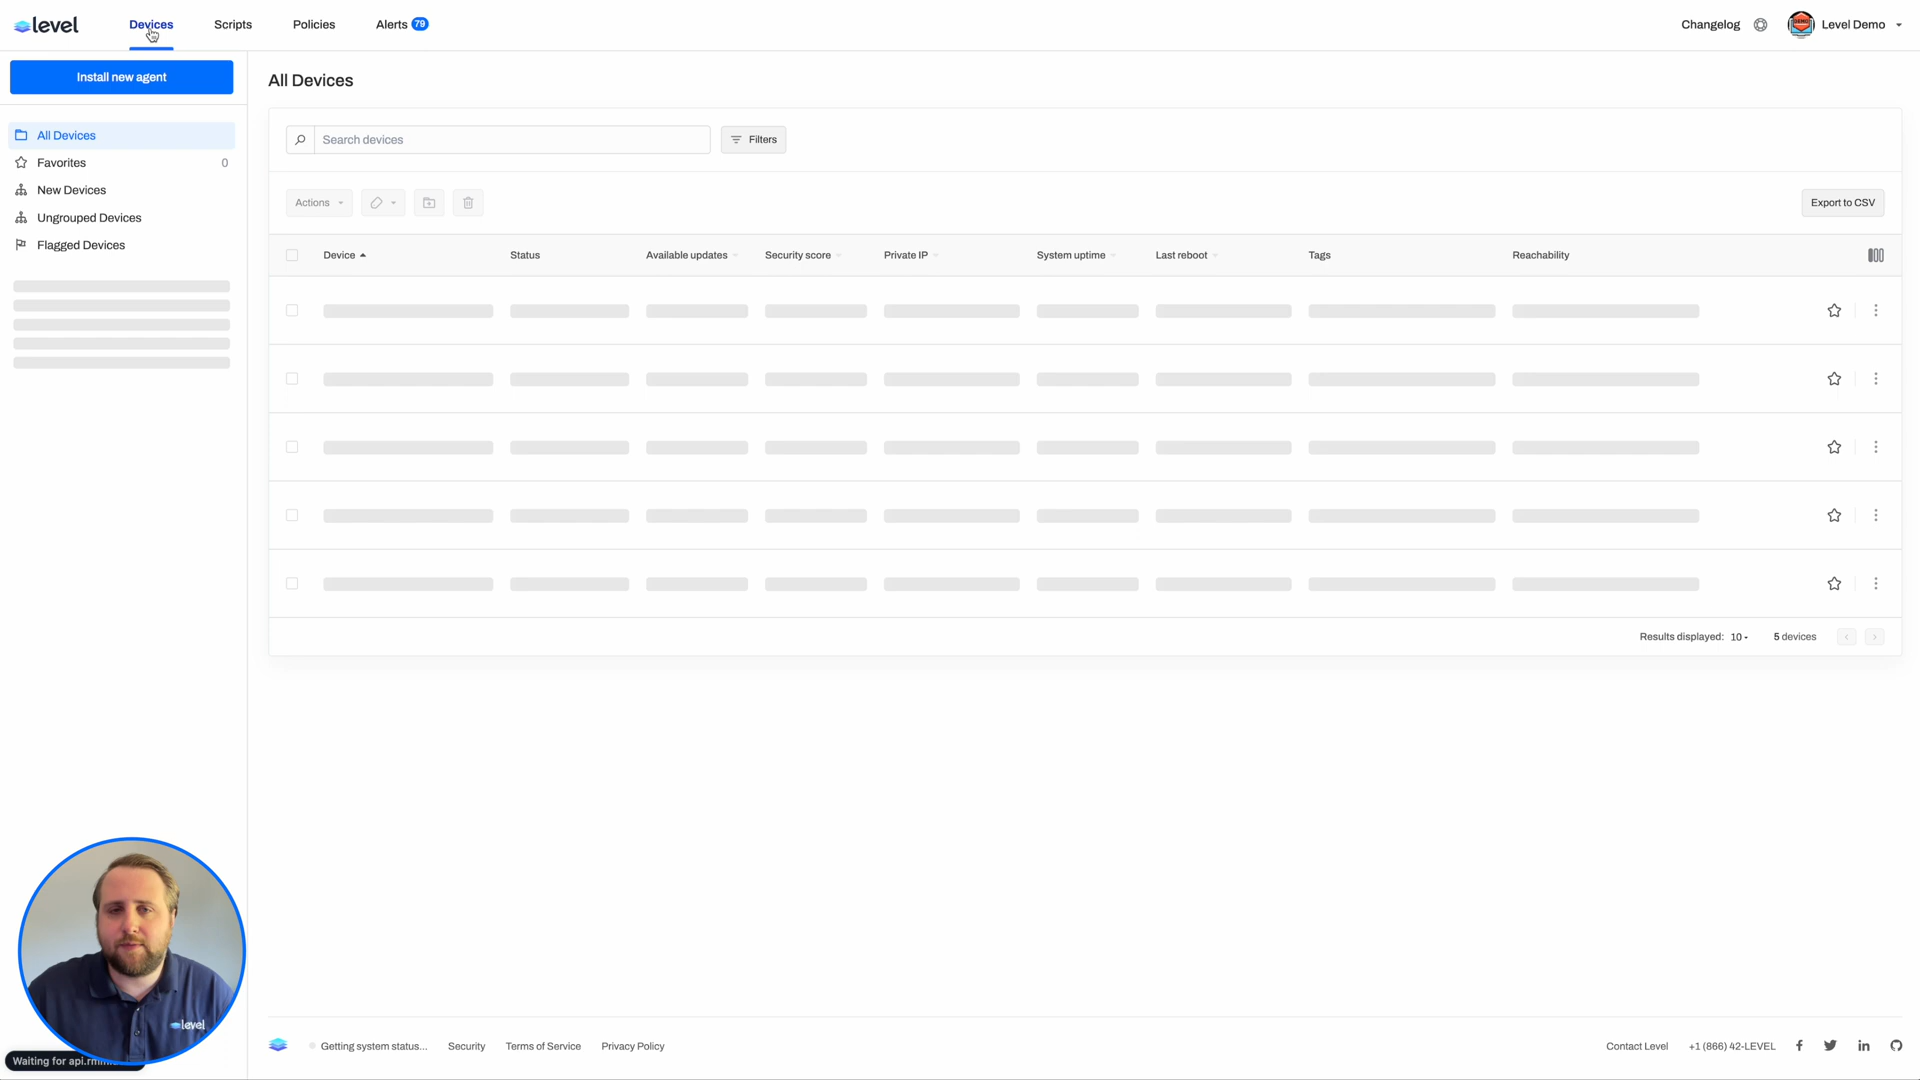 level
Devices
Scripts
Policies
Alerts 79
Changelog
Level Demo
Install new agent
All Devices
Favorites 0
New Devices
Ungrouped Devices
Flagged Devices
All Devices
Search devices
Filters
Actions
Export to CSV
Device
Status
Available updates
Security score
Private IP
System uptime
Last reboot
Tags
Reachability
Results displayed: 10
5 devices
level
Waiting for
Getting system status...
Security
Terms of Service
Privacy Policy
Contact Level
+1 (866) 42-LEVEL